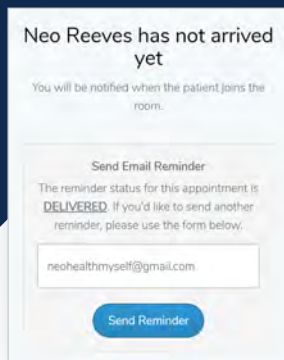 Neo Reeves has not arrived
yet
You will be notified when the patient joins the
room.
Send Email Reminder
The reminder status for this appointment is
DELIVERED. If you'd like to send another
reminder, please use the form below.
neohealthmyself@gmail.com
Send Reminder